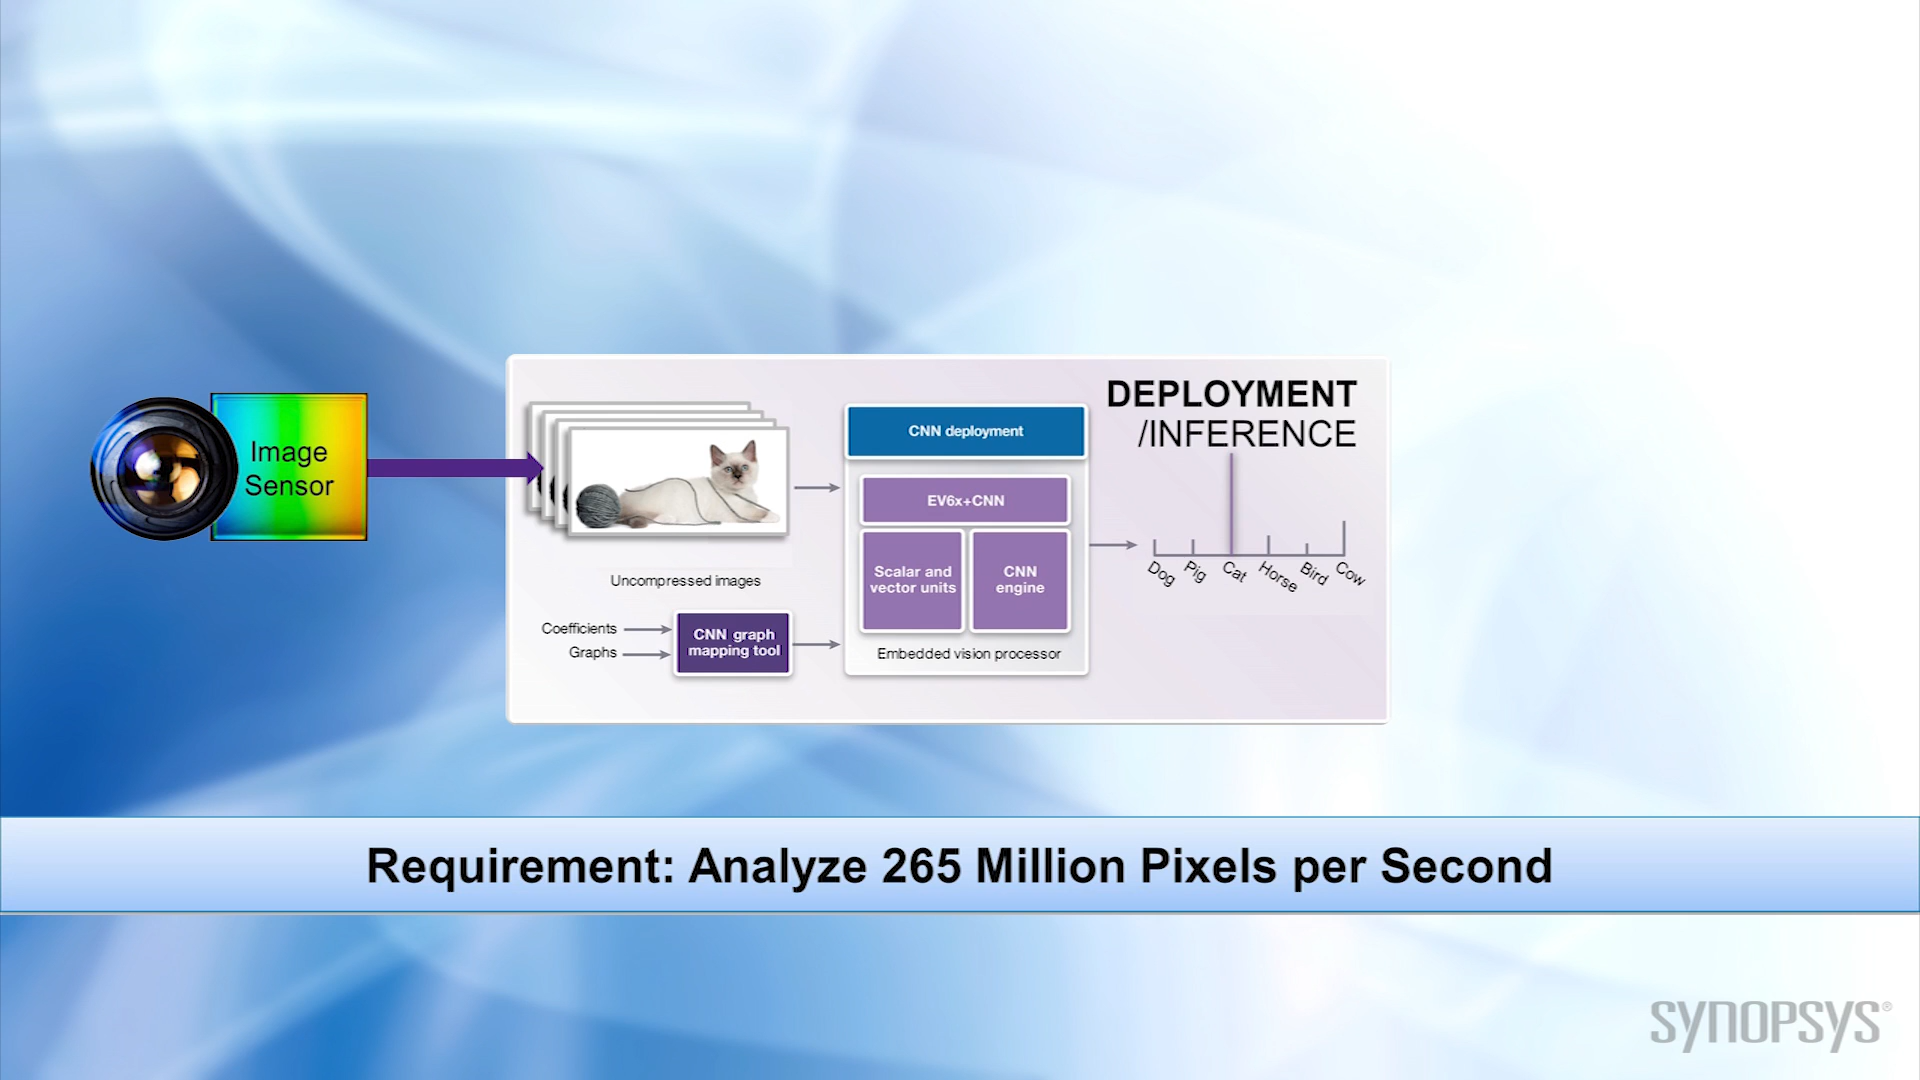 Image
Sensor
Uncompressed images
Coefficients
Graphs
CNN graph
mapping tool
CNN deployment
EV6x+CNN
Scalar and
vector units
CNN
engine
Embedded vision processor
DEPLOYMENT
/INFERENCE
Dog
Pig
Cat
Horse
Bird
Cow
Requirement: Analyze 265 Million Pixels per Second
SYNOPSYS®